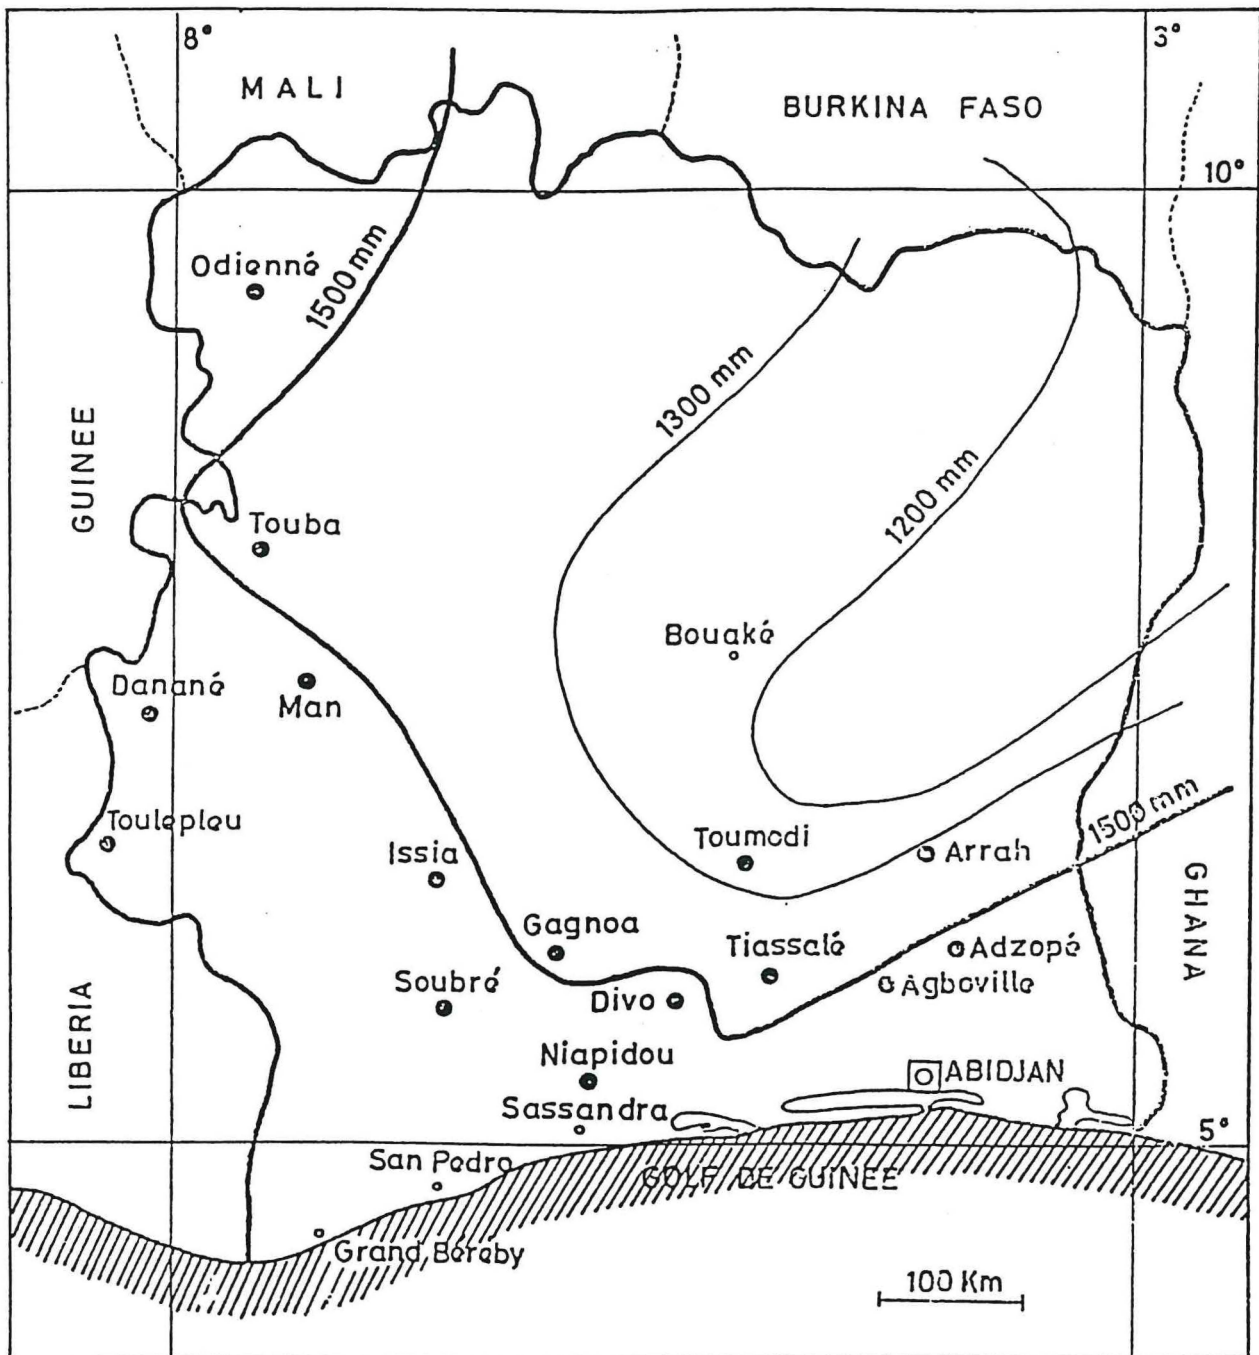 8°
3°
MALI
BURKINA FASO
10°
Odienné
1500 mm
1300 mm
1200 mm
GUINEE
Touba
Bouaké
Danané
Man
Toulepleu
Issia
Toumodi
Arrah
1500 mm
GHANA
Gagnoa
Tiassalé
Adzopé
Agboville
Soubré
Divo
LIBERIA
Niapidou
ABIDJAN
Sassandra
5°
San Pedro
GOLF DE GUINEE
Grand Béréby
100 Km